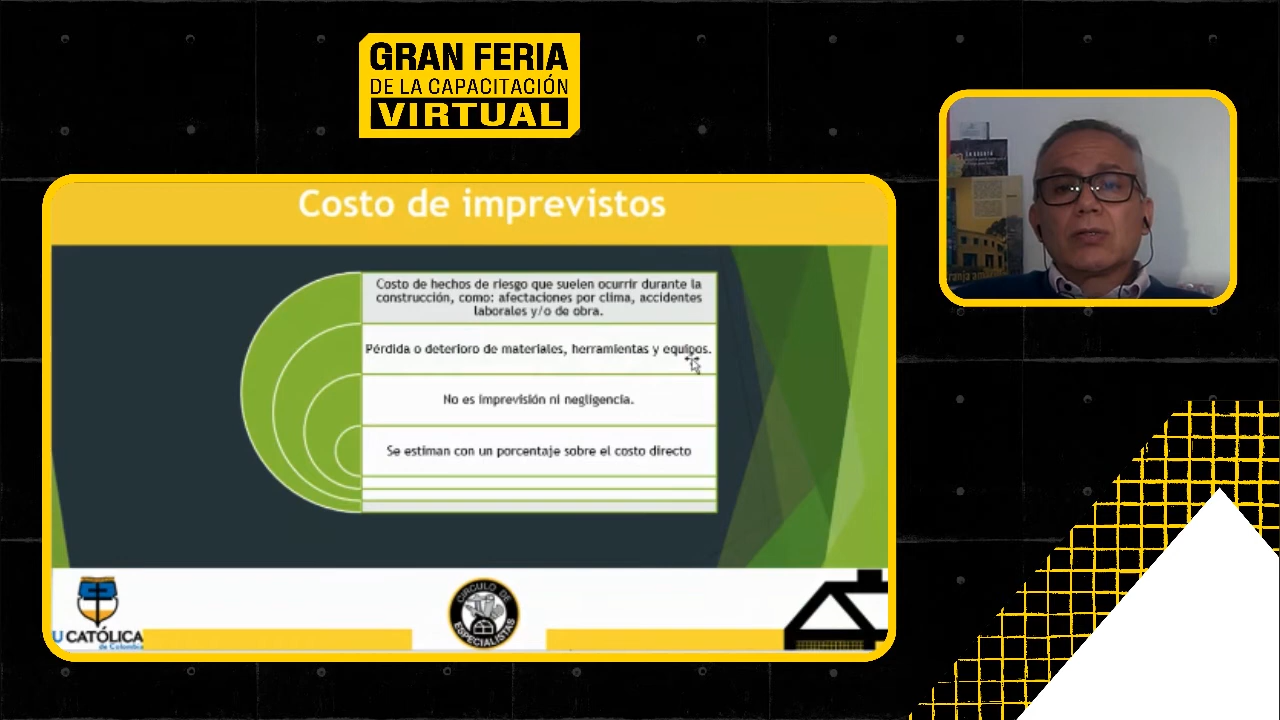 GRAN FERIA
DE LA CAPACITACIÓN
VIRTUAL
Costo de imprevistos
Costo de hechos de riesgo que suelen ocurrir durante la
construcción, como: afectaciones por clima, accidentes
laborales y/o de obra.
Pérdida o deterioro de materiales, herramientas y equipos.
No es imprevisión ni negligencia.
Se estiman con un porcentaje sobre el costo directo
U CATÓLICA
de Colombia
CÍRCULO DE
ESPECIALISTAS